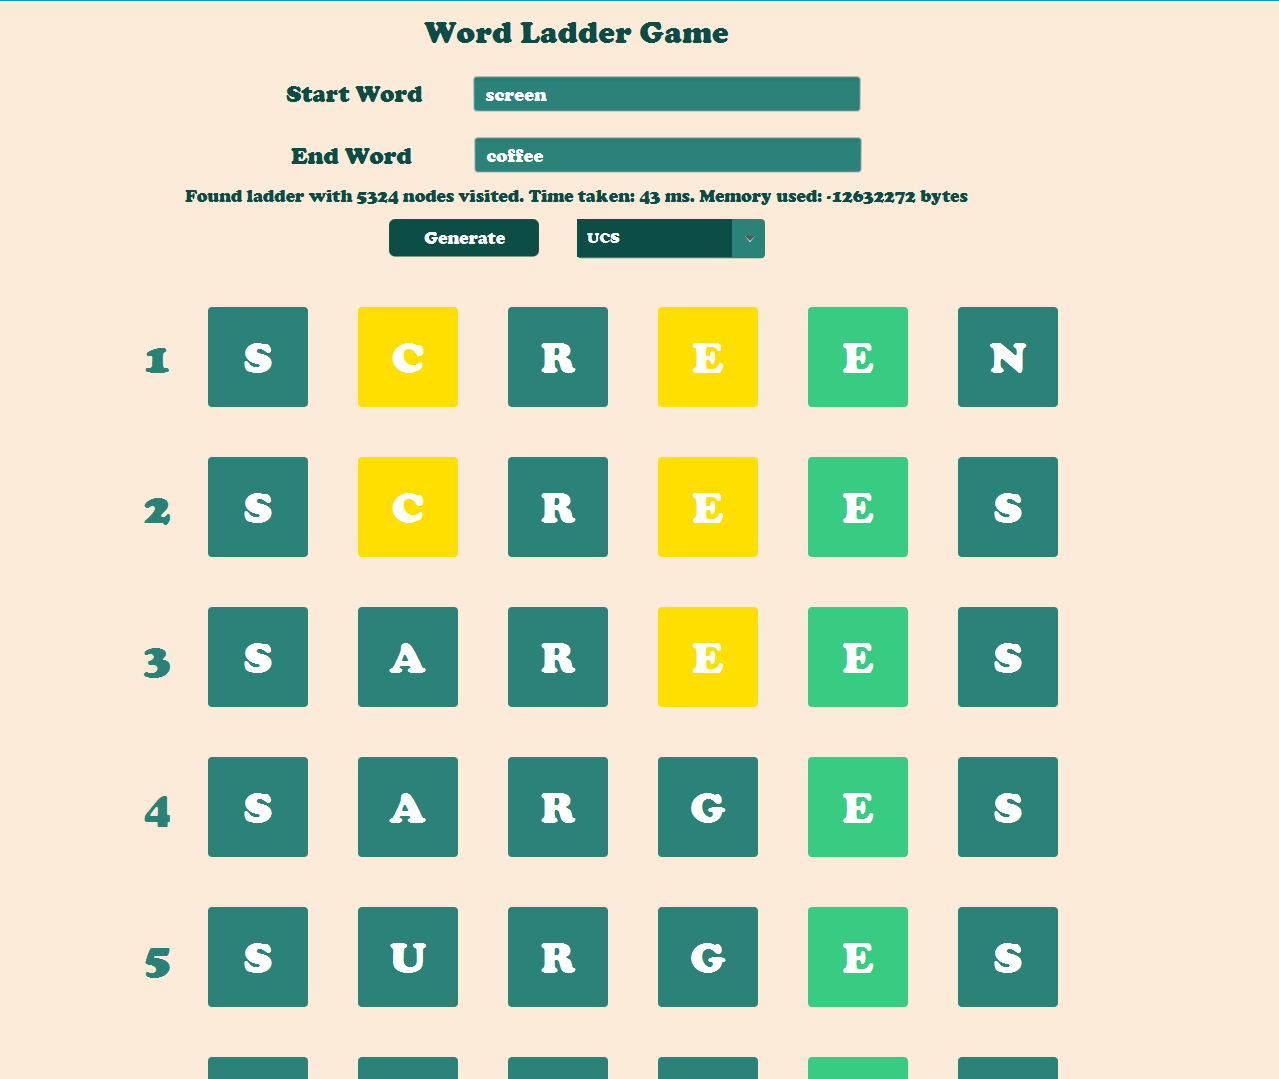 Word Ladder Game
Start Word screen
End Word coffee
Found ladder with 5324 nodes visited. Time taken: 43 ms. Memory used: -12632272 bytes
Generate UCS
1 S C R E E N
2 S C R E E S
3 S A R E E S
4 S A R G E S
5 S U R G E S